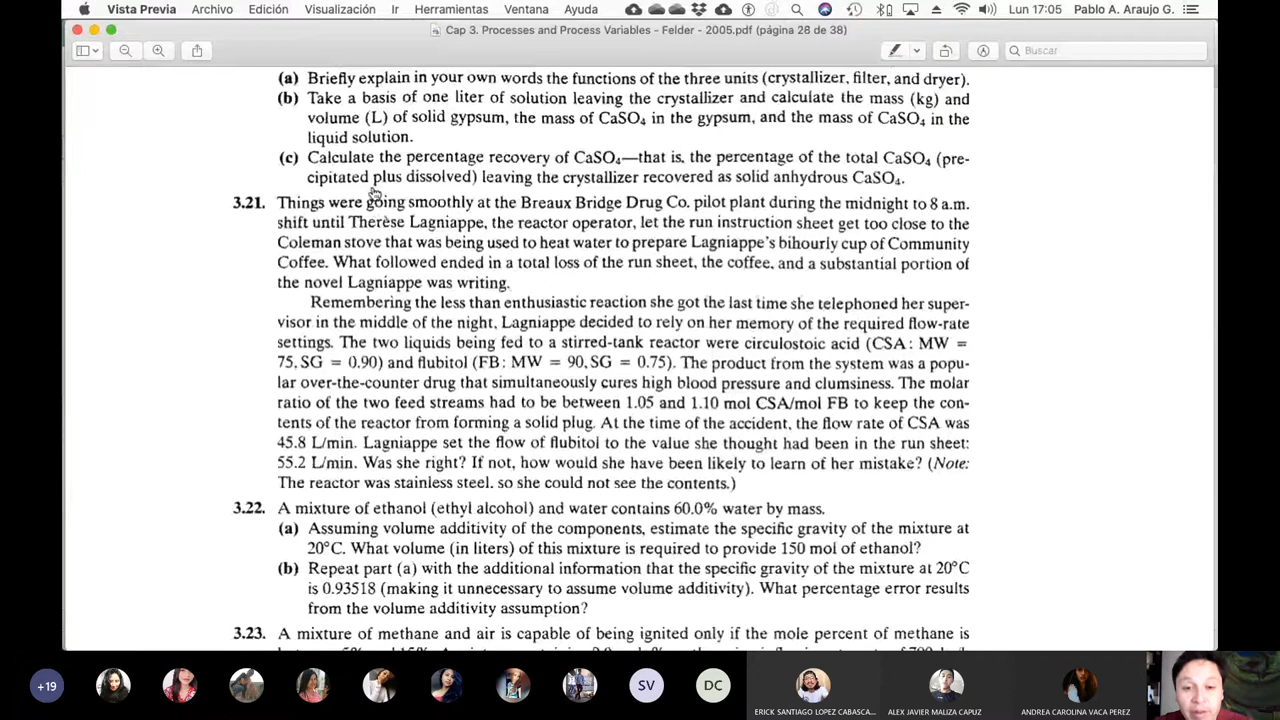 Vista Previa Archivo Edición Visualización Ir Herramientas Ventana Ayuda Lun 17:05 Pablo A. Araujo G.
Cap 3. Processes and Process Variables - Felder - 2005.pdf (página 28 de 38)
Buscar
(a) Briefly explain in your own words the functions of the three units (crystallizer, filter, and dryer).
(b) Take a basis of one liter of solution leaving the crystallizer and calculate the mass (kg) and
volume (L) of solid gypsum, the mass of CaSO₄ in the gypsum, and the mass of CaSO₄ in the
liquid solution.
(c) Calculate the percentage recovery of CaSO₄—that is, the percentage of the total CaSO₄ (pre-
cipitated plus dissolved) leaving the crystallizer recovered as solid anhydrous CaSO₄.
3.21. Things were going smoothly at the Breaux Bridge Drug Co. pilot plant during the midnight to 8 a.m.
shift until Therèse Lagniappe, the reactor operator, let the run instruction sheet get too close to the
Coleman stove that was being used to heat water to prepare Lagniappe's bihourly cup of Community
Coffee. What followed ended in a total loss of the run sheet, the coffee, and a substantial portion of
the novel Lagniappe was writing.
Remembering the less than enthusiastic reaction she got the last time she telephoned her super-
visor in the middle of the night, Lagniappe decided to rely on her memory of the required flow-rate
settings. The two liquids being fed to a stirred-tank reactor were circulostoic acid (CSA: MW =
75, SG = 0.90) and flubitol (FB: MW = 90, SG = 0.75). The product from the system was a popu-
lar over-the-counter drug that simultaneously cures high blood pressure and clumsiness. The molar
ratio of the two feed streams had to be between 1.05 and 1.10 mol CSA/mol FB to keep the con-
tents of the reactor from forming a solid plug. At the time of the accident, the flow rate of CSA was
45.8 L/min. Lagniappe set the flow of flubitol to the value she thought had been in the run sheet:
55.2 L/min. Was she right? If not, how would she have been likely to learn of her mistake? (Note:
The reactor was stainless steel, so she could not see the contents.)
3.22. A mixture of ethanol (ethyl alcohol) and water contains 60.0% water by mass.
(a) Assuming volume additivity of the components, estimate the specific gravity of the mixture at
20°C. What volume (in liters) of this mixture is required to provide 150 mol of ethanol?
(b) Repeat part (a) with the additional information that the specific gravity of the mixture at 20°C
is 0.93518 (making it unnecessary to assume volume additivity). What percentage error results
from the volume additivity assumption?
3.23. A mixture of methane and air is capable of being ignited only if the mole percent of methane is
+19 SV DC
ERICK SANTIAGO LOPEZ CABASCA... ALEX JAVIER MALIZA CAPUZ ANDREA CAROLINA VACA PEREZ